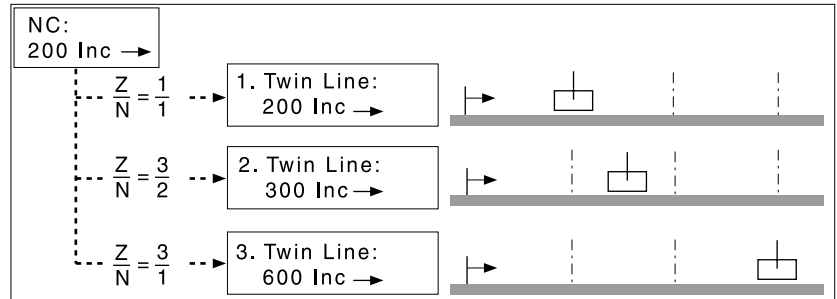 NC:
200 Inc →
Z/N = 1/1
1. Twin Line:
200 Inc →
Z/N = 3/2
2. Twin Line:
300 Inc →
Z/N = 3/1
3. Twin Line:
600 Inc →